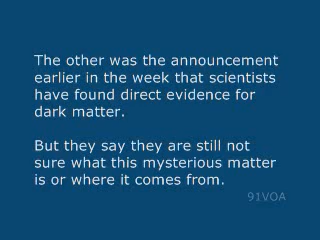 The other was the announcement
earlier in the week that scientists
have found direct evidence for
dark matter.
But they say they are still not
sure what this mysterious matter
is or where it comes from.
91VOA